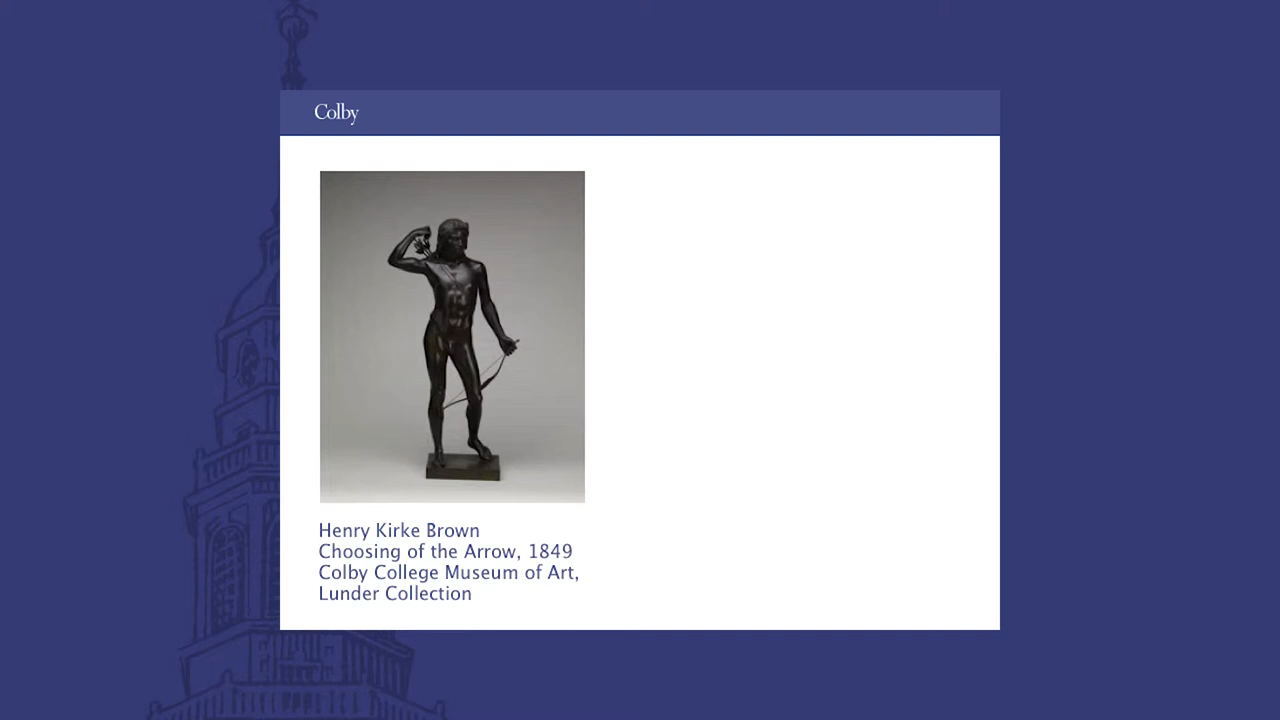 Colby
Henry Kirke Brown
Choosing of the Arrow, 1849
Colby College Museum of Art,
Lunder Collection